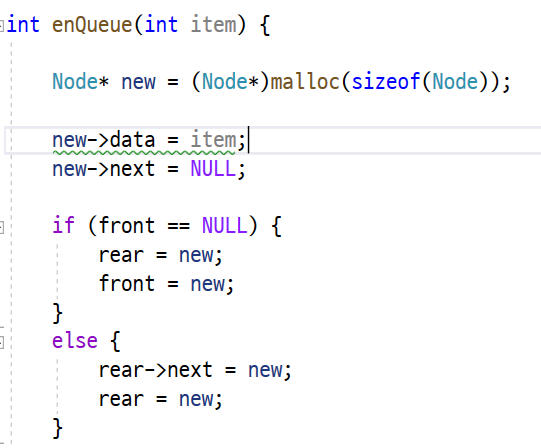 int enQueue(int item) {
Node* new = (Node*)malloc(sizeof(Node));
new->data = item;
new->next = NULL;
if (front == NULL) {
rear = new;
front = new;
}
else {
rear->next = new;
rear = new;
}